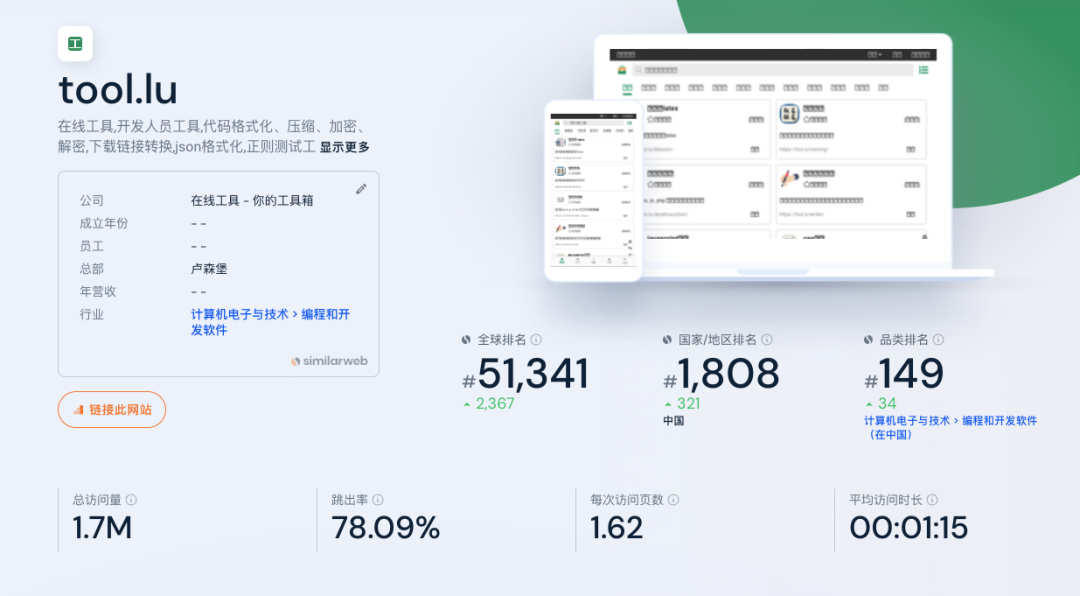 tool.lu
在线工具,开发人员工具,代码格式化、压缩、加密、
解密,下载链接转换,json格式化,正则测试工 显示更多
公司 在线工具 - 你的工具箱
成立年份 - -
员工 - -
总部 卢森堡
年营收 - -
行业 计算机电子与技术 > 编程和开
发软件
similarweb
链接此网站
全球排名
#51,341
2,367
国家/地区排名
#1,808
321
中国
品类排名
#149
34
计算机电子与技术 > 编程和开发软件
（在中国）
总访问量
1.7M
跳出率
78.09%
每次访问页数
1.62
平均访问时长
00:01:15